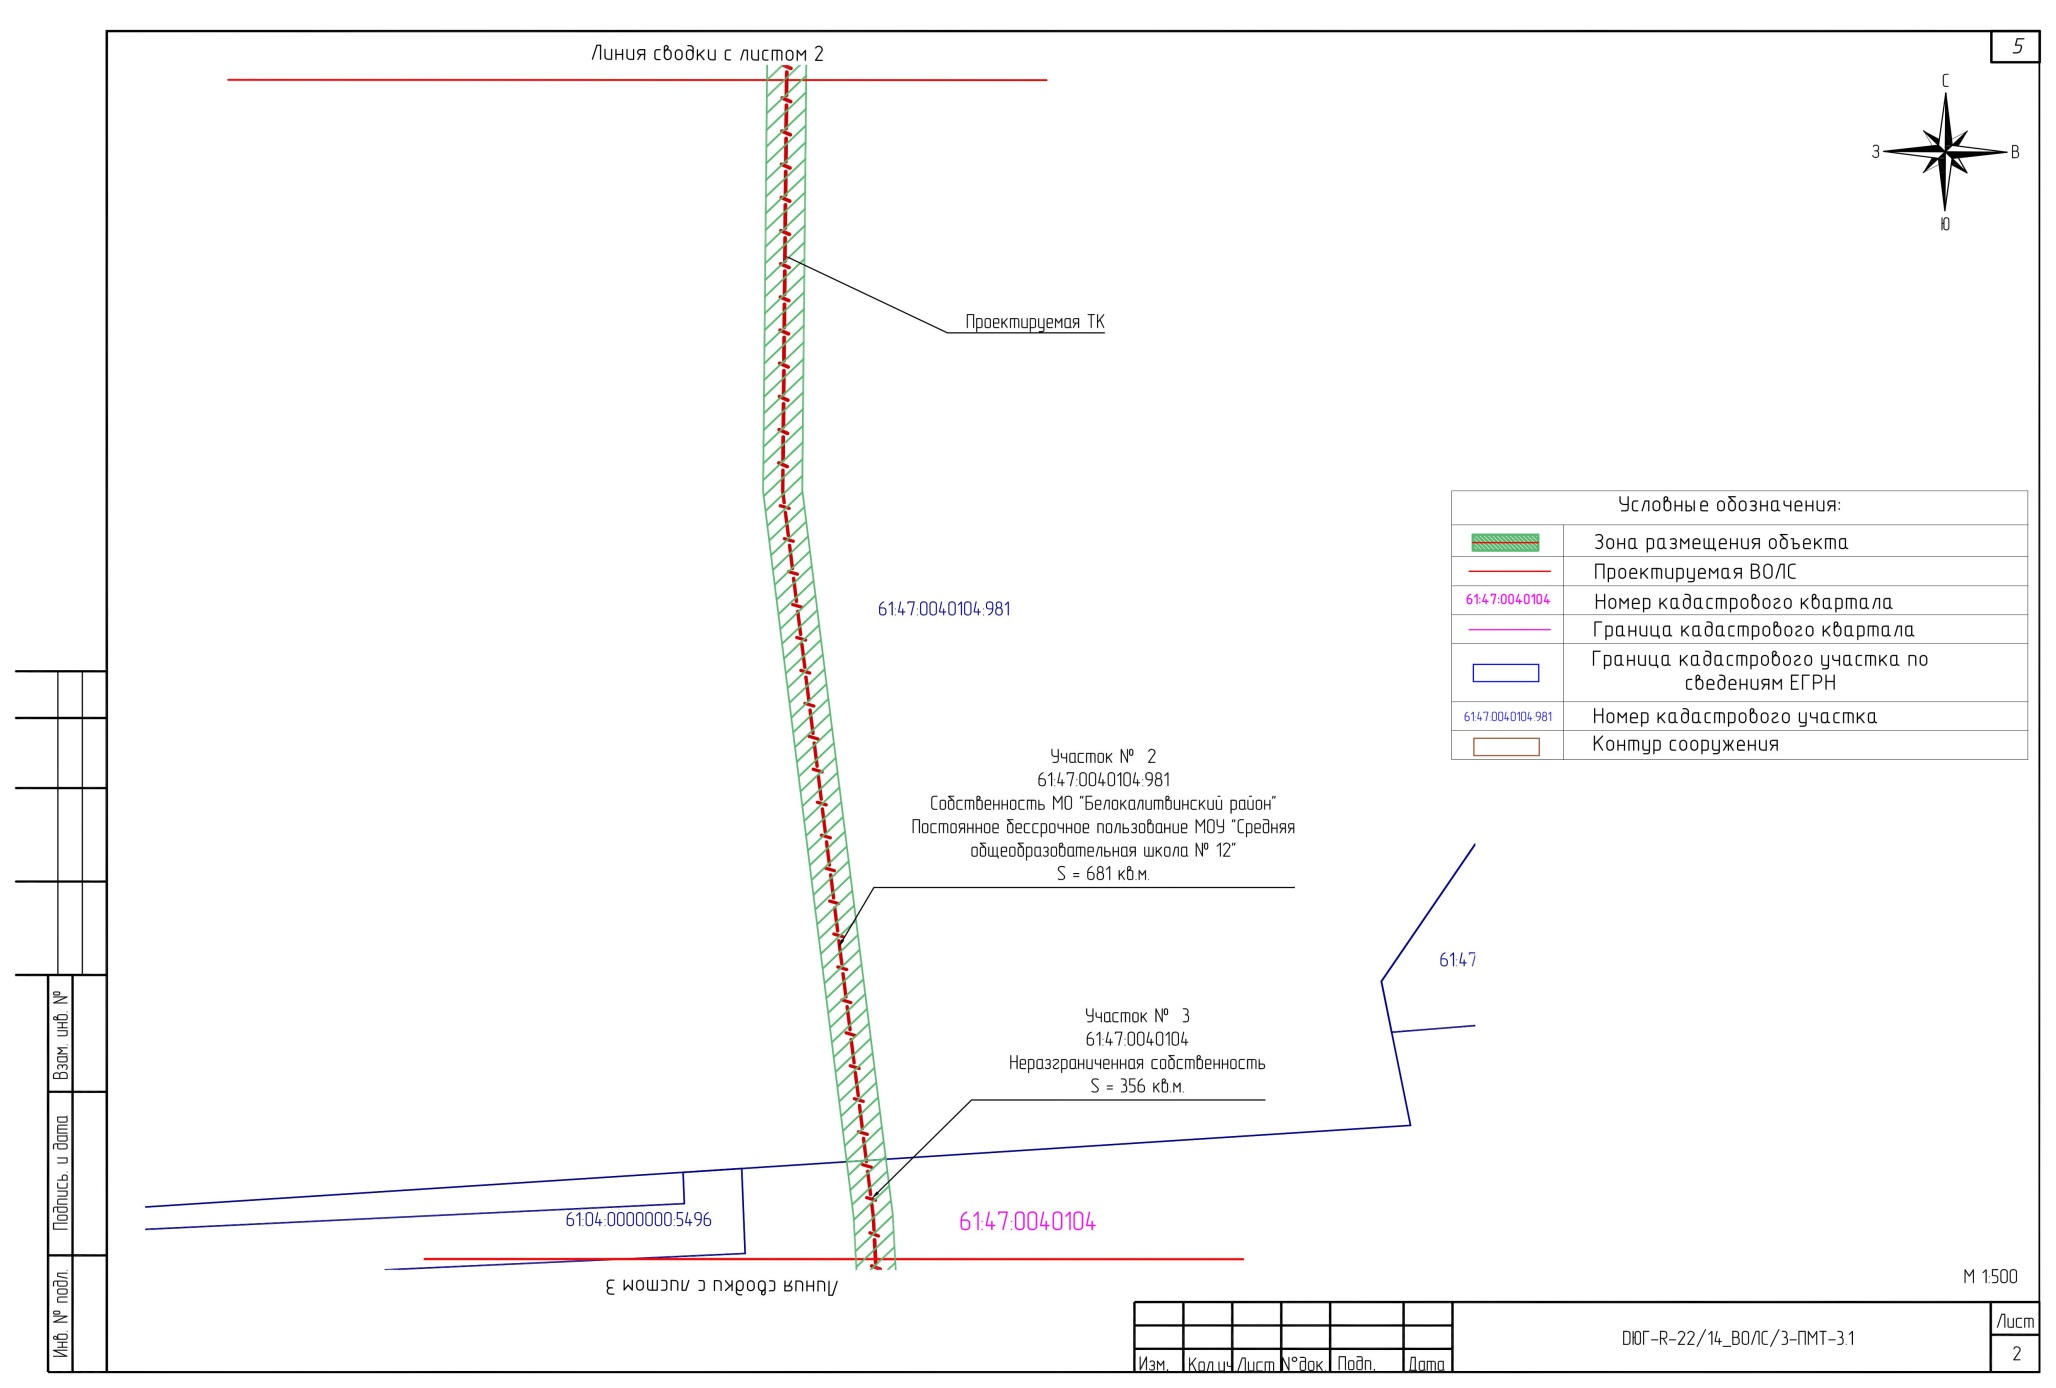 Линия сводки с листом 2
5
С
З
В
Ю
Проектируемая ТК
Условные обозначения:
Зона размещения объекта
Проектируемая ВОЛС
61:47:0040104
Номер кадастрового квартала
Граница кадастрового квартала
Граница кадастрового участка по
сведениям ЕГРН
61:47:0040104:981
Номер кадастрового участка
Контур сооружения
61:47:0040104:981
Участок № 2
61:47:0040104:981
Собственность МО "Белокалитвинский район"
Постоянное бессрочное пользование МОУ "Средняя
общеобразовательная школа № 12"
S = 681 кв.м.
61:47
Участок № 3
61:47:0040104
Неразграниченная собственность
S = 356 кв.м.
61:04:0000000:5496
61:47:0040104
Линия сводки с листом 3
М 1:500
Взам. инв. №
Подпись. и дата
Инв. № подл.
Изм.
Кол.уч
Лист
N°док.
Подп.
Дата
DЮГ-R-22/14_ВОЛС/3-ПМТ-3.1
Лист
2